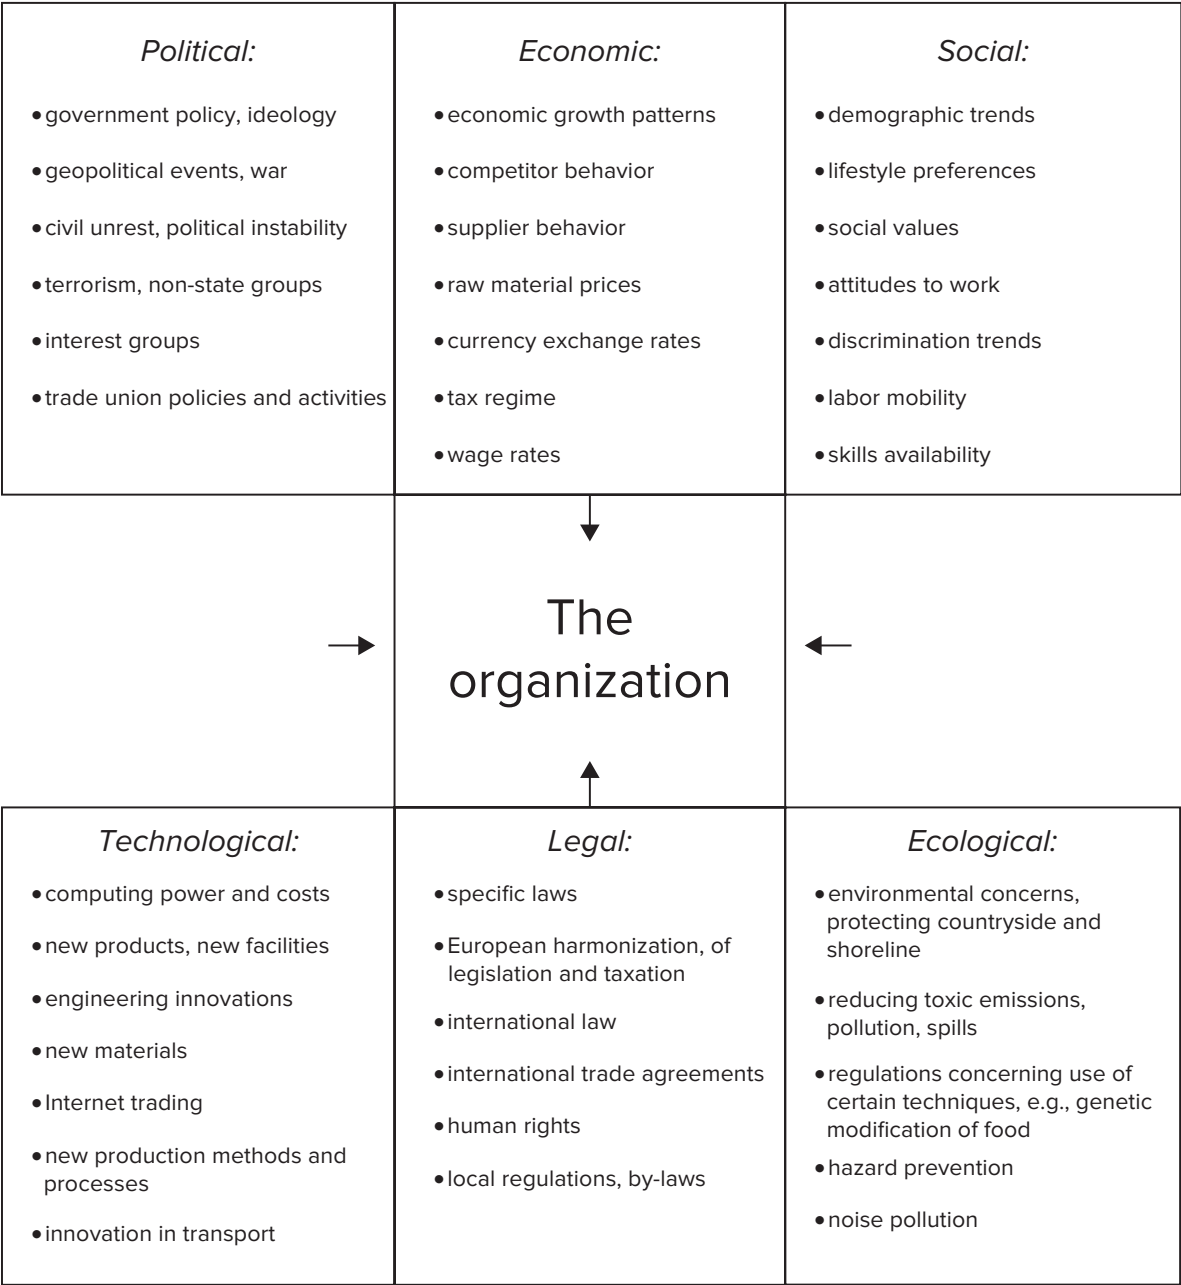 Political:
• government policy, ideology
• geopolitical events, war
• civil unrest, political instability
• terrorism, non-state groups
• interest groups
• trade union policies and activities
Economic:
• economic growth patterns
• competitor behavior
• supplier behavior
• raw material prices
• currency exchange rates
• tax regime
• wage rates
Social:
• demographic trends
• lifestyle preferences
• social values
• attitudes to work
• discrimination trends
• labor mobility
• skills availability
The
organization
Technological:
• computing power and costs
• new products, new facilities
• engineering innovations
• new materials
• Internet trading
• new production methods and
processes
• innovation in transport
Legal:
• specific laws
• European harmonization, of
legislation and taxation
• international law
• international trade agreements
• human rights
• local regulations, by-laws
Ecological:
• environmental concerns,
protecting countryside and
shoreline
• reducing toxic emissions,
pollution, spills
• regulations concerning use of
certain techniques, e.g., genetic
modification of food
• hazard prevention
• noise pollution